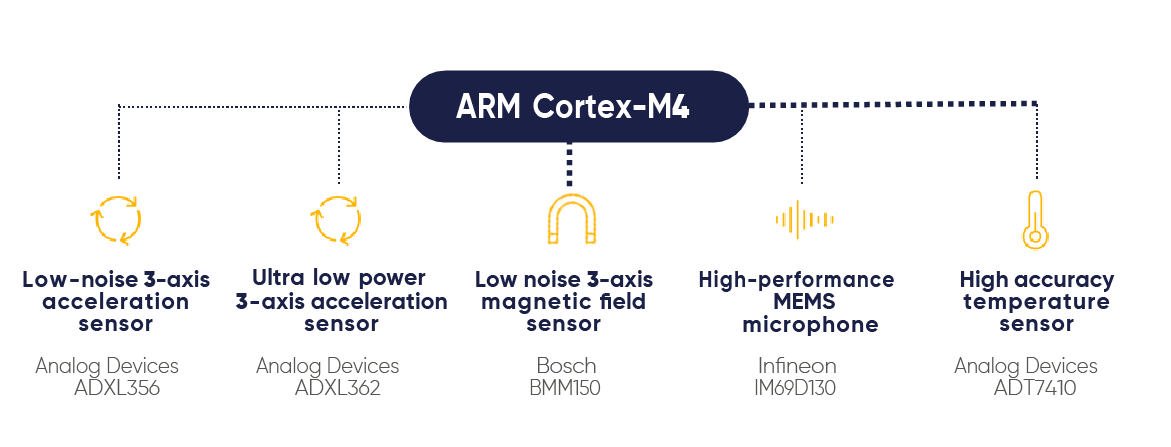 ARM Cortex-M4
Low-noise 3-axis
acceleration
sensor
Analog Devices
ADXL356
Ultra low power
3-axis acceleration
sensor
Analog Devices
ADXL362
Low noise 3-axis
magnetic field
sensor
Bosch
BMM150
High-performance
MEMS
microphone
Infineon
IM69D130
High accuracy
temperature
sensor
Analog Devices
ADT7410